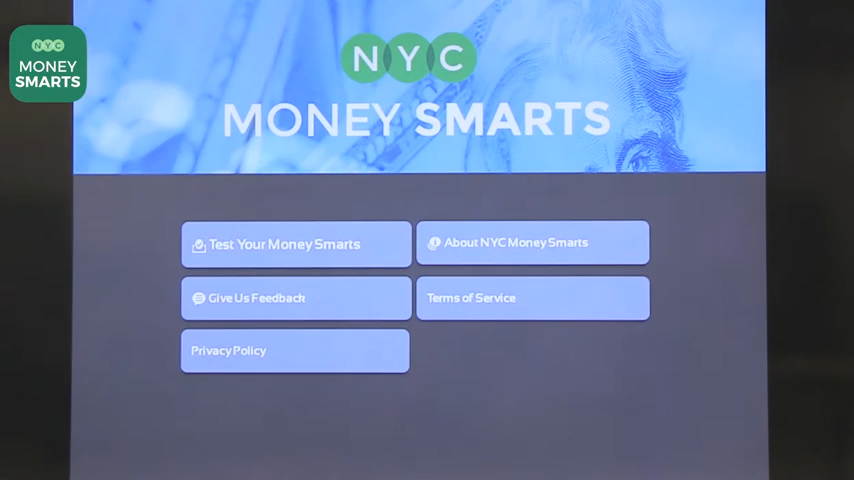 NYC
MONEY
SMARTS
NYC
MONEY SMARTS
Test Your Money Smarts
About NYC Money Smarts
Give Us Feedback
Terms of Service
Privacy Policy